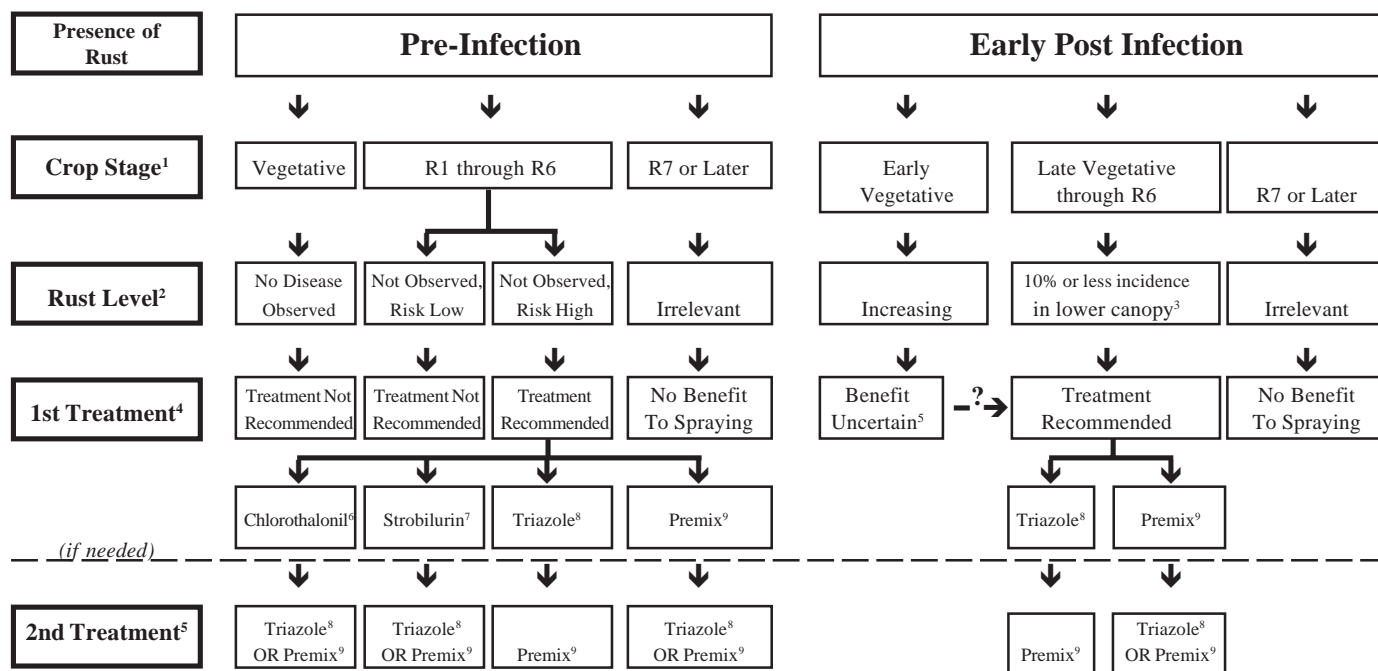 Presence of
Rust
Pre-Infection
Early Post Infection
Crop Stage¹
Vegetative
R1 through R6
R7 or Later
Early
Vegetative
Late Vegetative
through R6
R7 or Later
Rust Level²
No Disease
Observed
Not Observed,
Risk Low
Not Observed,
Risk High
Irrelevant
Increasing
10% or less incidence
in lower canopy³
Irrelevant
1st Treatment⁴
Treatment Not
Recommended
Treatment Not
Recommended
Treatment
Recommended
No Benefit
To Spraying
Benefit
Uncertain⁵
?
Treatment
Recommended
No Benefit
To Spraying
Chlorothalonil⁶
Strobilurin⁷
Triazole⁸
Premix⁹
Triazole⁸
Premix⁹
(if needed)
2nd Treatment⁵
Triazole⁸
OR Premix⁹
Triazole⁸
OR Premix⁹
Premix⁹
Triazole⁸
OR Premix⁹
Premix⁹
Triazole⁸
OR Premix⁹